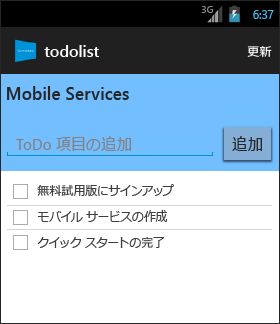 3G 6:37
todolist 更新
Mobile Services
ToDo 項目の追加 追加
無料試用版にサインアップ
モバイル サービスの作成
クイック スタートの完了